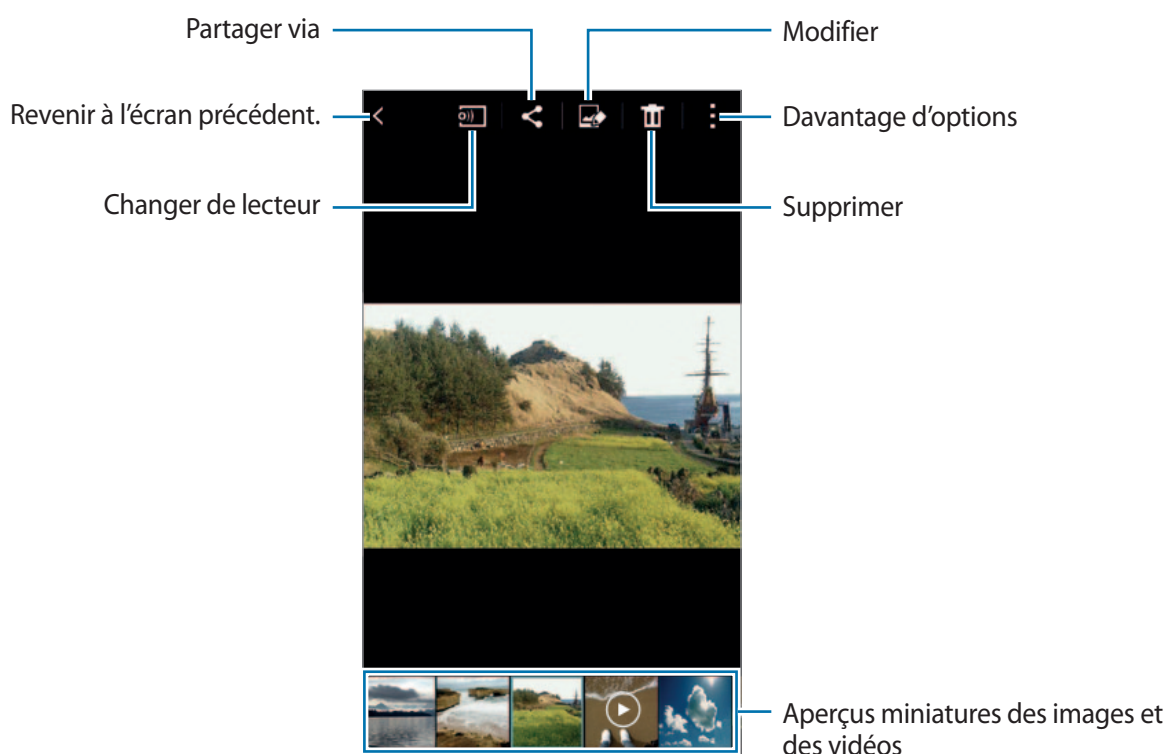 Partager via
Modifier
Revenir à l'écran précédent.
Davantage d'options
Changer de lecteur
Supprimer
Aperçus miniatures des images et
des vidéos